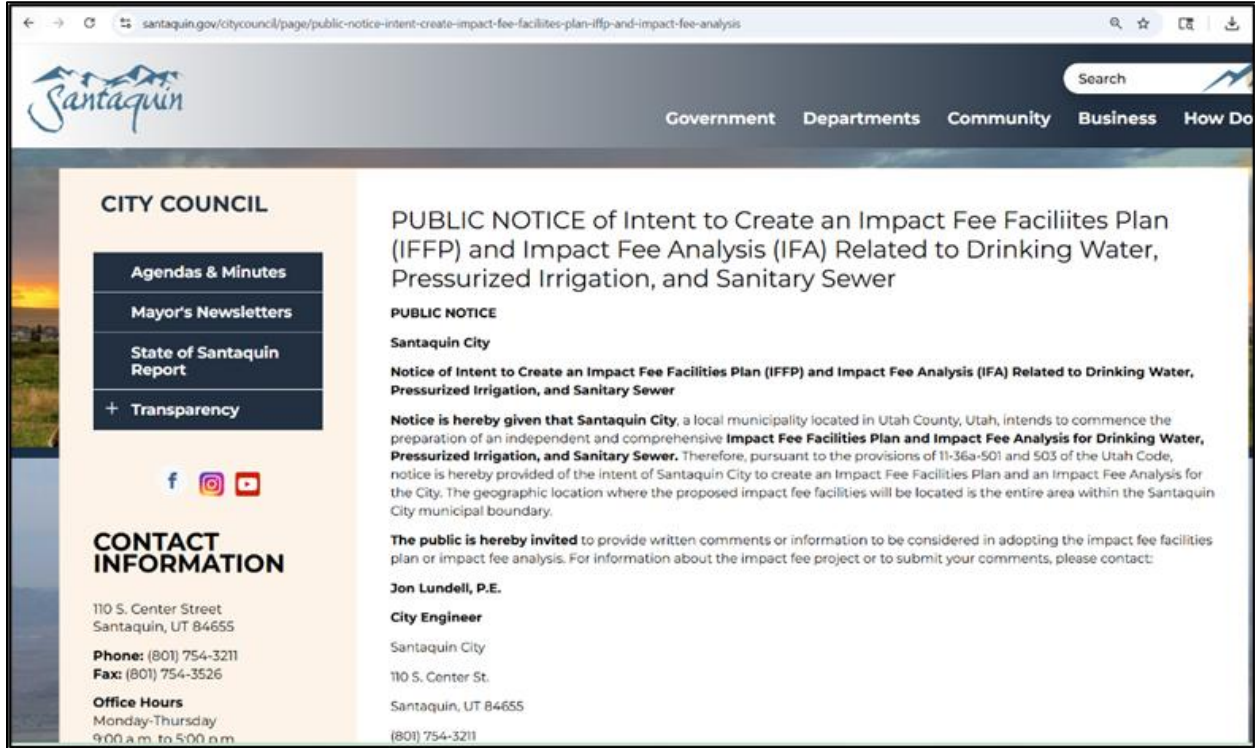 santaquin.gov/citycouncil/page/public-notice-intent-create-impact-fee-faciliites-plan-iffp-and-impact-fee-analysis
Santaquin
Search
Government Departments Community Business How Do
CITY COUNCIL
Agendas & Minutes
Mayor's Newsletters
State of Santaquin
Report
+ Transparency
CONTACT
INFORMATION
110 S. Center Street
Santaquin, UT 84655
Phone: (801) 754-3211
Fax: (801) 754-3526
Office Hours
Monday-Thursday
9:00 a.m. to 5:00 p.m.
PUBLIC NOTICE of Intent to Create an Impact Fee Faciliites Plan
(IFFP) and Impact Fee Analysis (IFA) Related to Drinking Water,
Pressurized Irrigation, and Sanitary Sewer
PUBLIC NOTICE
Santaquin City
Notice of Intent to Create an Impact Fee Facilities Plan (IFFP) and Impact Fee Analysis (IFA) Related to Drinking Water,
Pressurized Irrigation, and Sanitary Sewer
Notice is hereby given that Santaquin City, a local municipality located in Utah County, Utah, intends to commence the
preparation of an independent and comprehensive Impact Fee Facilities Plan and Impact Fee Analysis for Drinking Water,
Pressurized Irrigation, and Sanitary Sewer. Therefore, pursuant to the provisions of 11-36a-501 and 503 of the Utah Code,
notice is hereby provided of the intent of Santaquin City to create an Impact Fee Facilities Plan and an Impact Fee Analysis for
the City. The geographic location where the proposed impact fee facilities will be located is the entire area within the Santaquin
City municipal boundary.
The public is hereby invited to provide written comments or information to be considered in adopting the impact fee facilities
plan or impact fee analysis. For information about the impact fee project or to submit your comments, please contact:
Jon Lundell, P.E.
City Engineer
Santaquin City
110 S. Center St.
Santaquin, UT 84655
(801) 754-3211